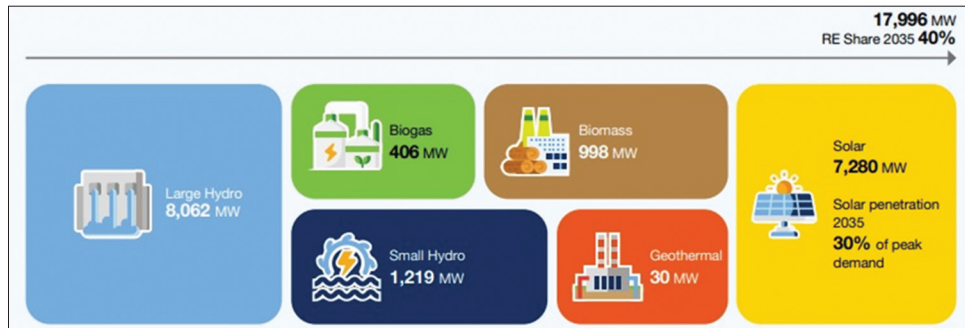 17,996 MW
RE Share 2035 40%
Large Hydro
8,062 MW
Biogas
406 MW
Biomass
998 MW
Small Hydro
1,219 MW
Geothermal
30 MW
Solar
7,280 MW
Solar penetration
2035
30% of peak
demand